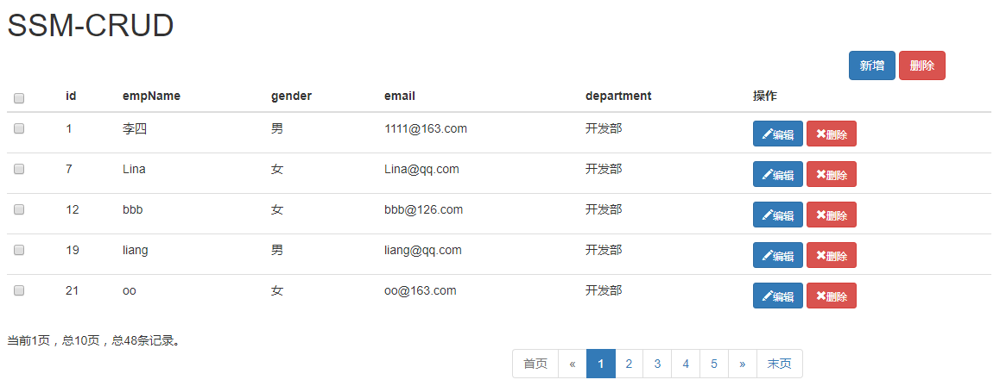 SSM-CRUD
新增 删除
id empName gender email department 操作
1 李四 男 1111@163.com 开发部 编辑 删除
7 Lina 女 Lina@qq.com 开发部 编辑 删除
12 bbb 女 bbb@126.com 开发部 编辑 删除
19 liang 男 liang@qq.com 开发部 编辑 删除
21 oo 女 oo@163.com 开发部 编辑 删除
当前1页，总10页，总48条记录。
首页 « 1 2 3 4 5 » 末页